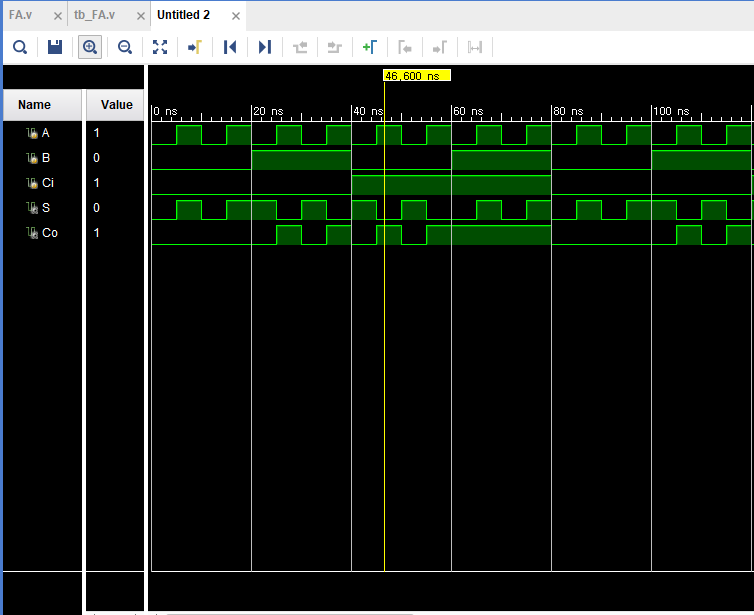 FA.v tb_FA.v Untitled 2
46,600 ns
Name Value 0 ns 20 ns 40 ns 60 ns 80 ns 100 ns
A 1
B 0
Ci 1
S 0
Co 1